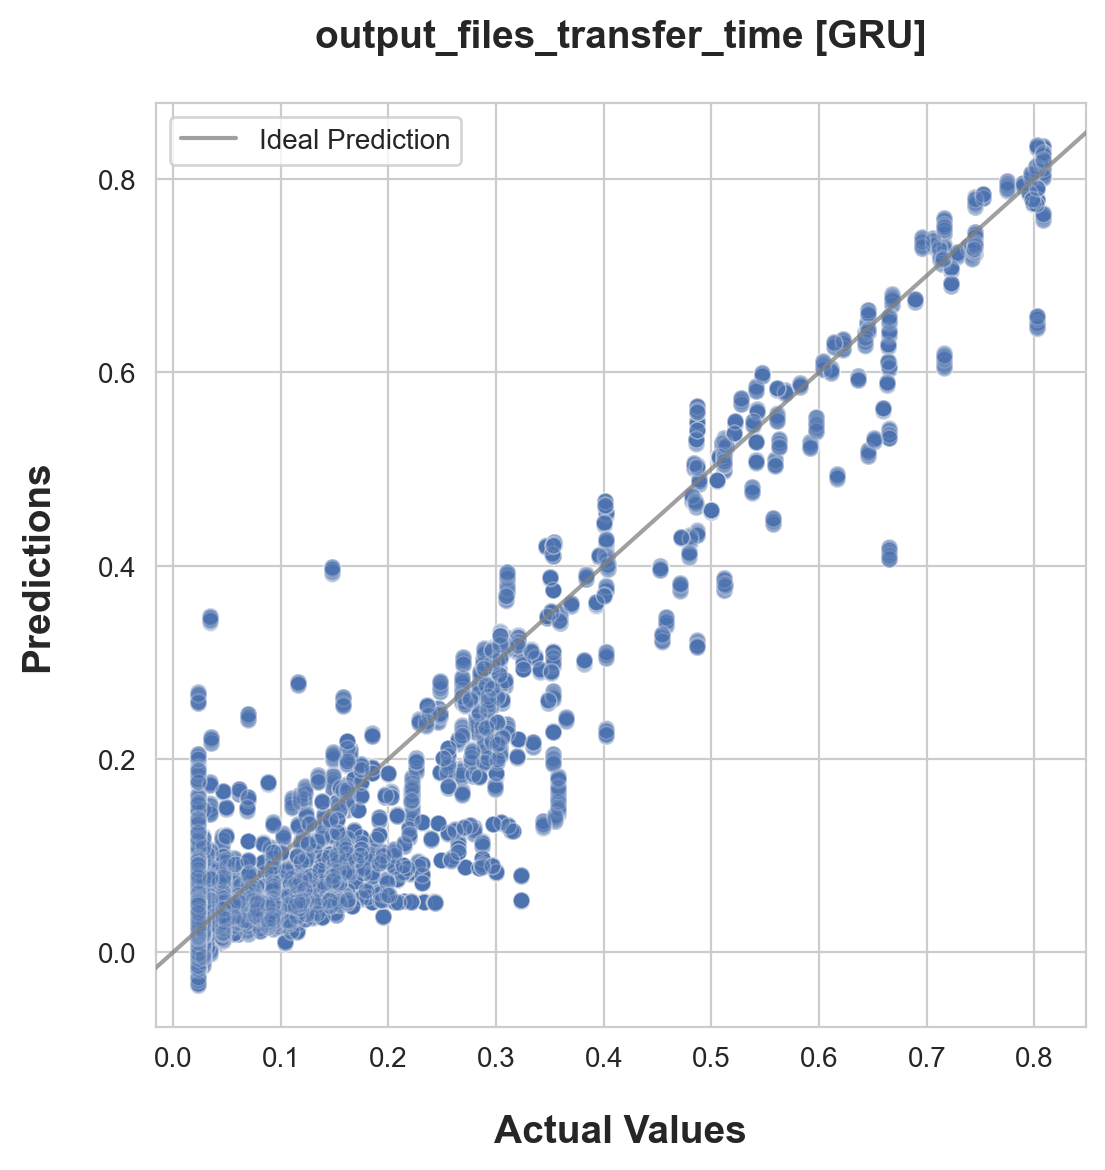 output_files_transfer_time [GRU]
Ideal Prediction
0.8
0.6
0.4
0.2
0.0
Predictions
0.0 0.1 0.2 0.3 0.4 0.5 0.6 0.7 0.8
Actual Values